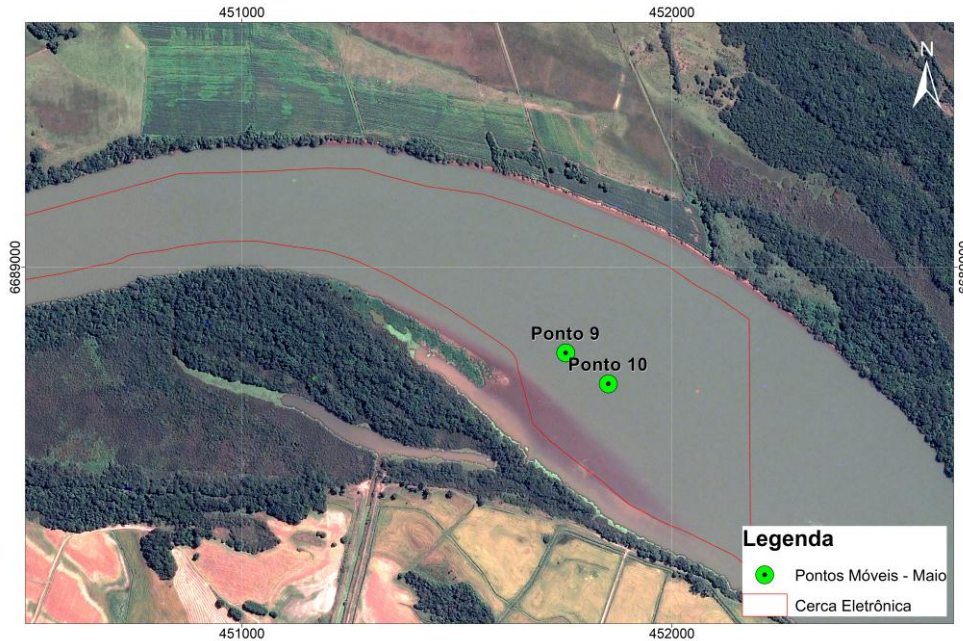 451000
452000
N
6689000
6689000
Ponto 9
Ponto 10
Legenda
Pontos Móveis - Maio
Cerca Eletrônica
451000
452000